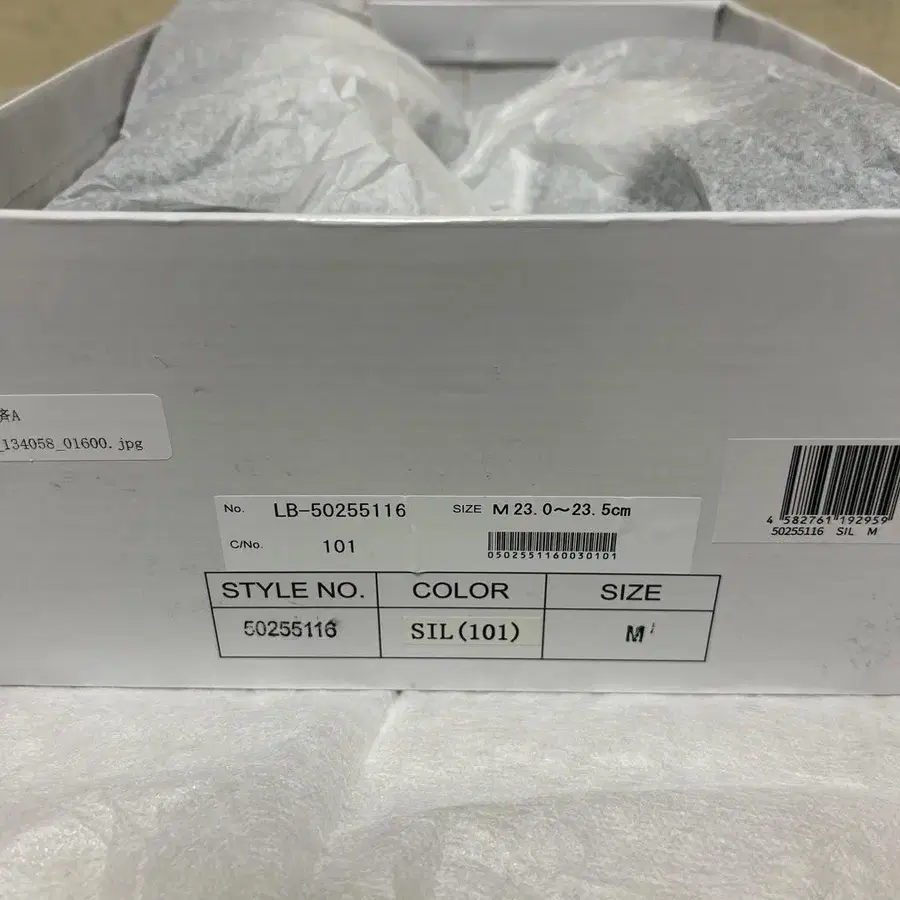 済A
_134058_01600.jpg
No. LB-50255116 SIZE M 23.0～23.5cm
C/No. 101
0502551160030101
4 582761 192959
50255116 SIL M
STYLE NO. COLOR SIZE
50255116 SIL(101) M